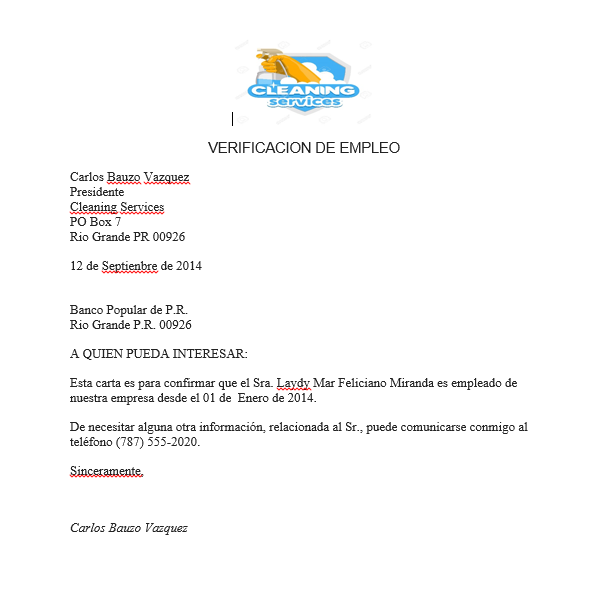 CLEANING
services
VERIFICACION DE EMPLEO
Carlos Bauzo Vazquez
Presidente
Cleaning Services
PO Box 7
Rio Grande PR 00926
12 de Septienbre de 2014
Banco Popular de P.R.
Rio Grande P.R. 00926
A QUIEN PUEDA INTERESAR:
Esta carta es para confirmar que el Sra. Laydy Mar Feliciano Miranda es empleado de
nuestra empresa desde el 01 de  Enero de 2014.
De necesitar alguna otra información, relacionada al Sr., puede comunicarse conmigo al
teléfono (787) 555-2020.
Sinceramente,
Carlos Bauzo Vazquez